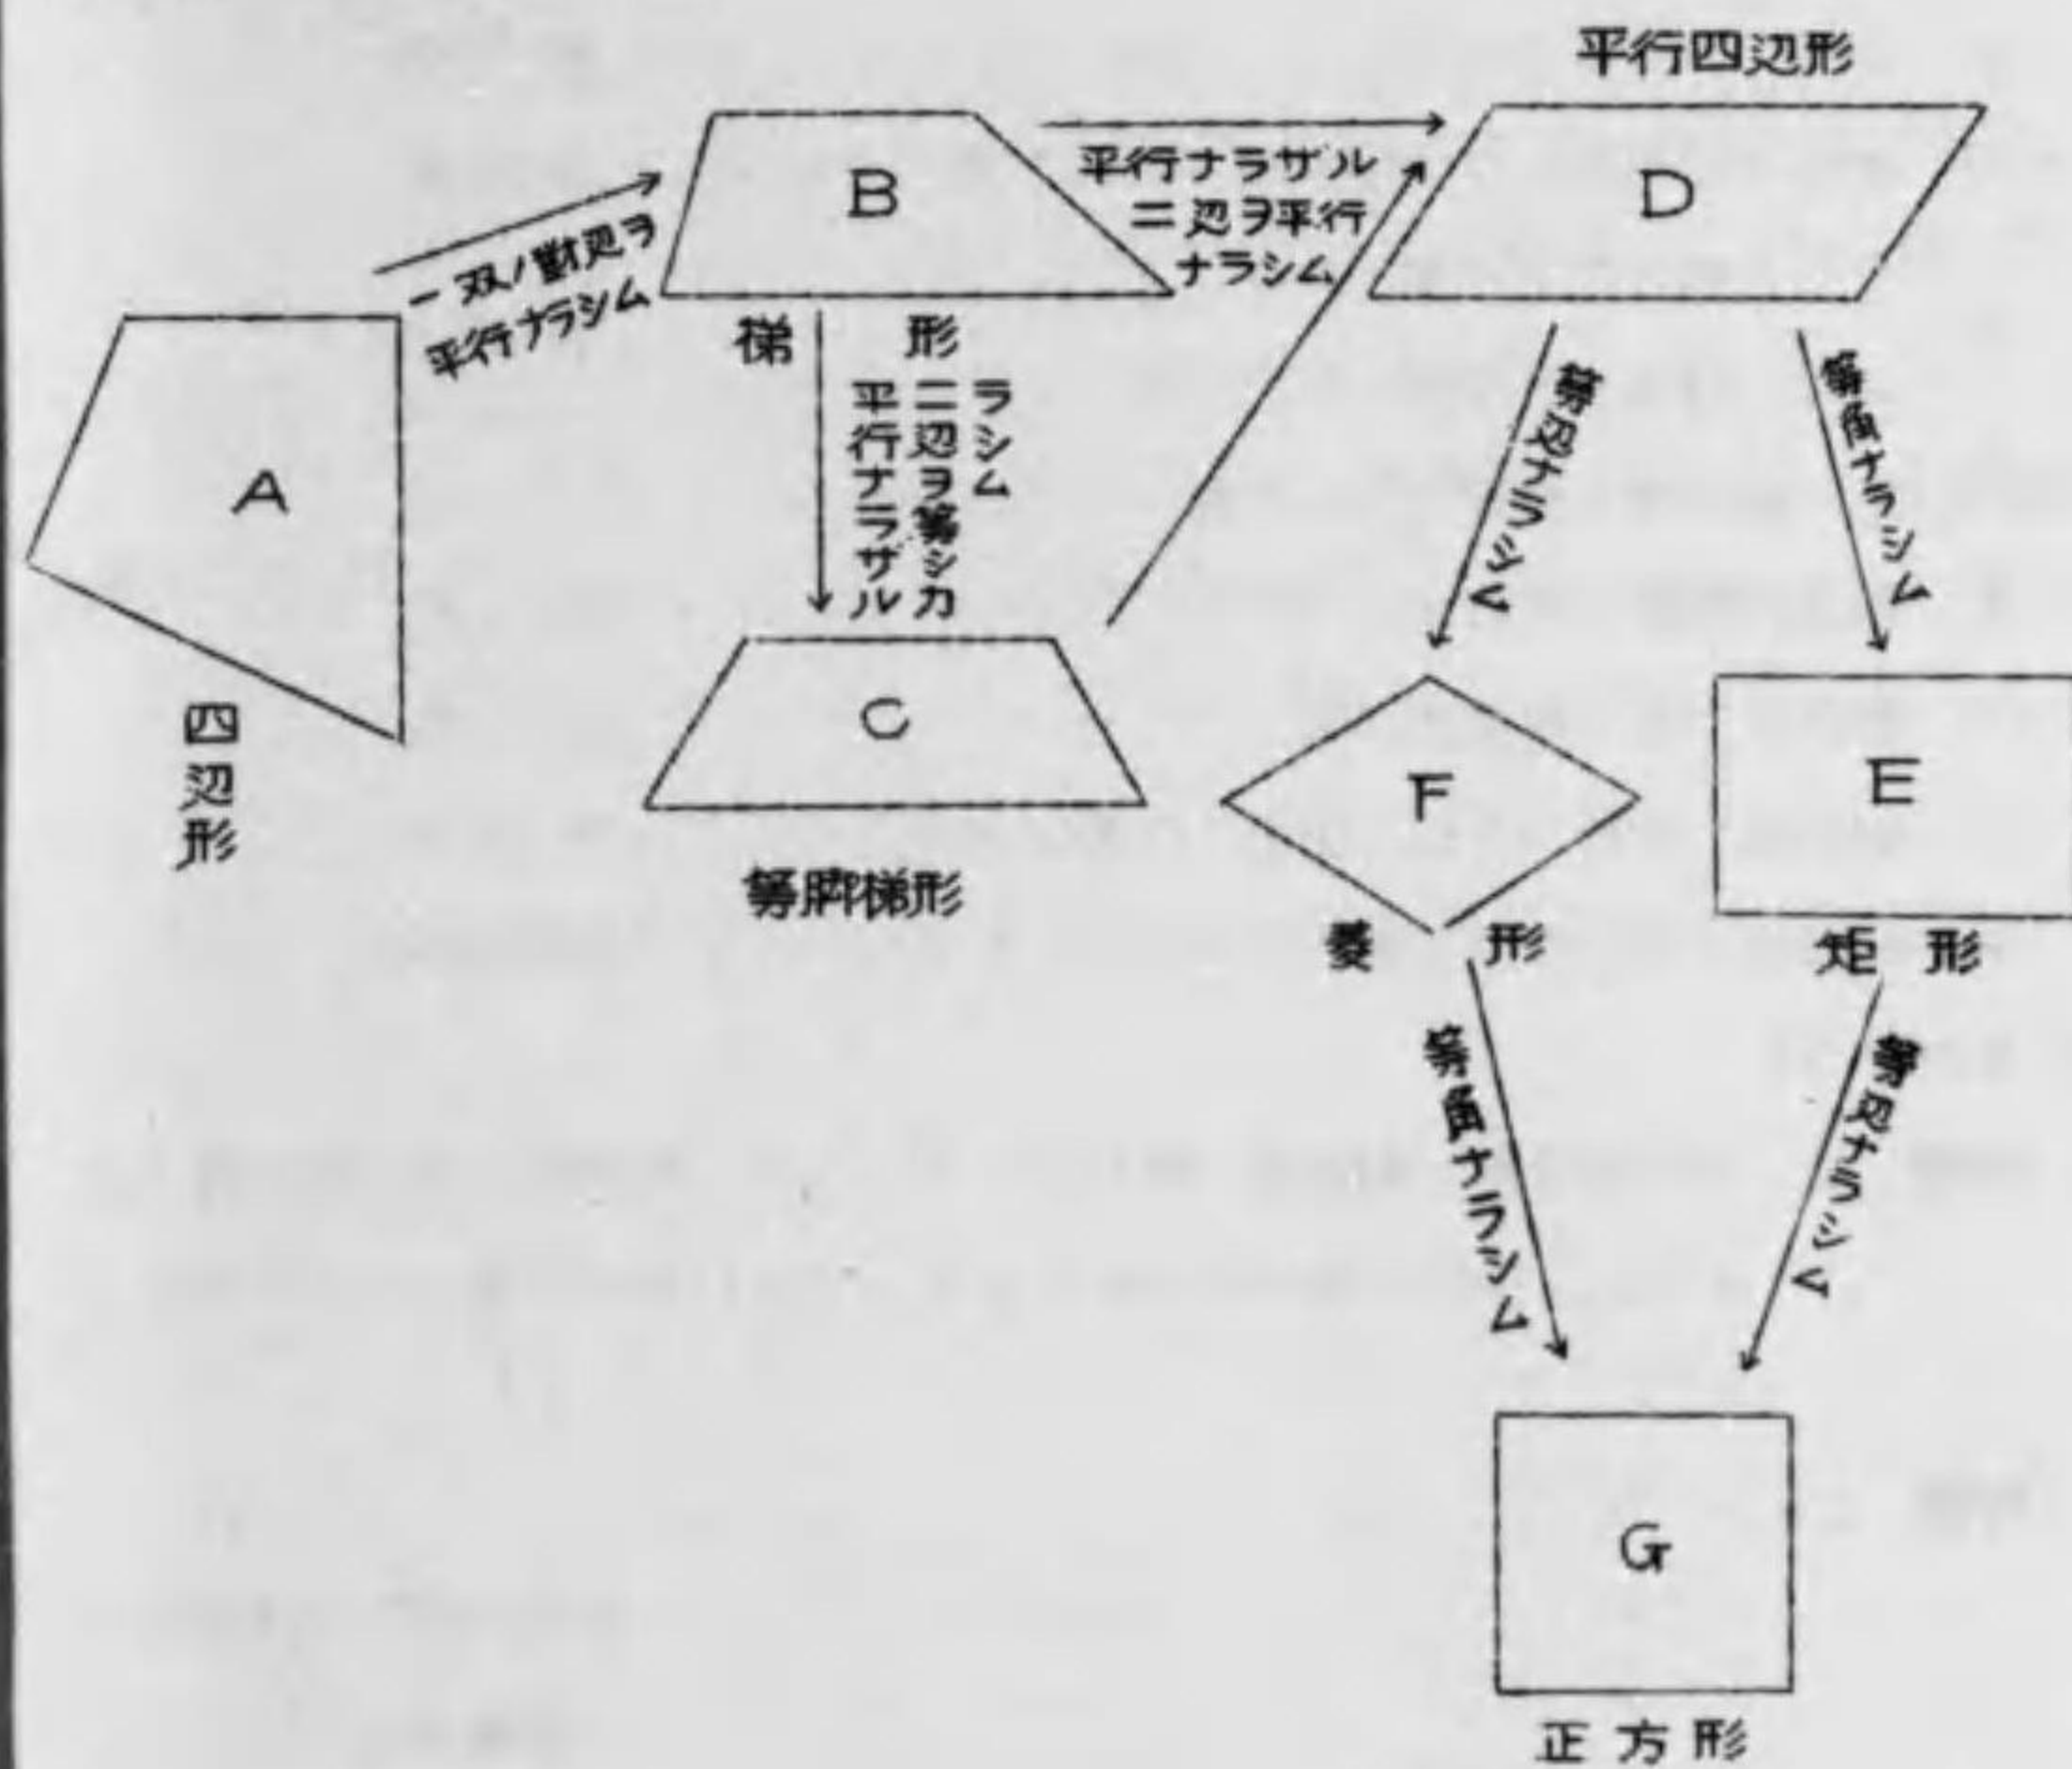 平行四辺形
B
平行ナラザル
二辺ヲ平行
ナラシム
D
一双ノ對辺ヲ
平行ナラシム
梯形
平行ナラザル
二辺ヲ等シカ
ラシム
A
四辺形
等辺ナラシム
等角ナラシム
C
等脚梯形
F
菱形
E
矩形
等角ナラシム
等辺ナラシム
G
正方形